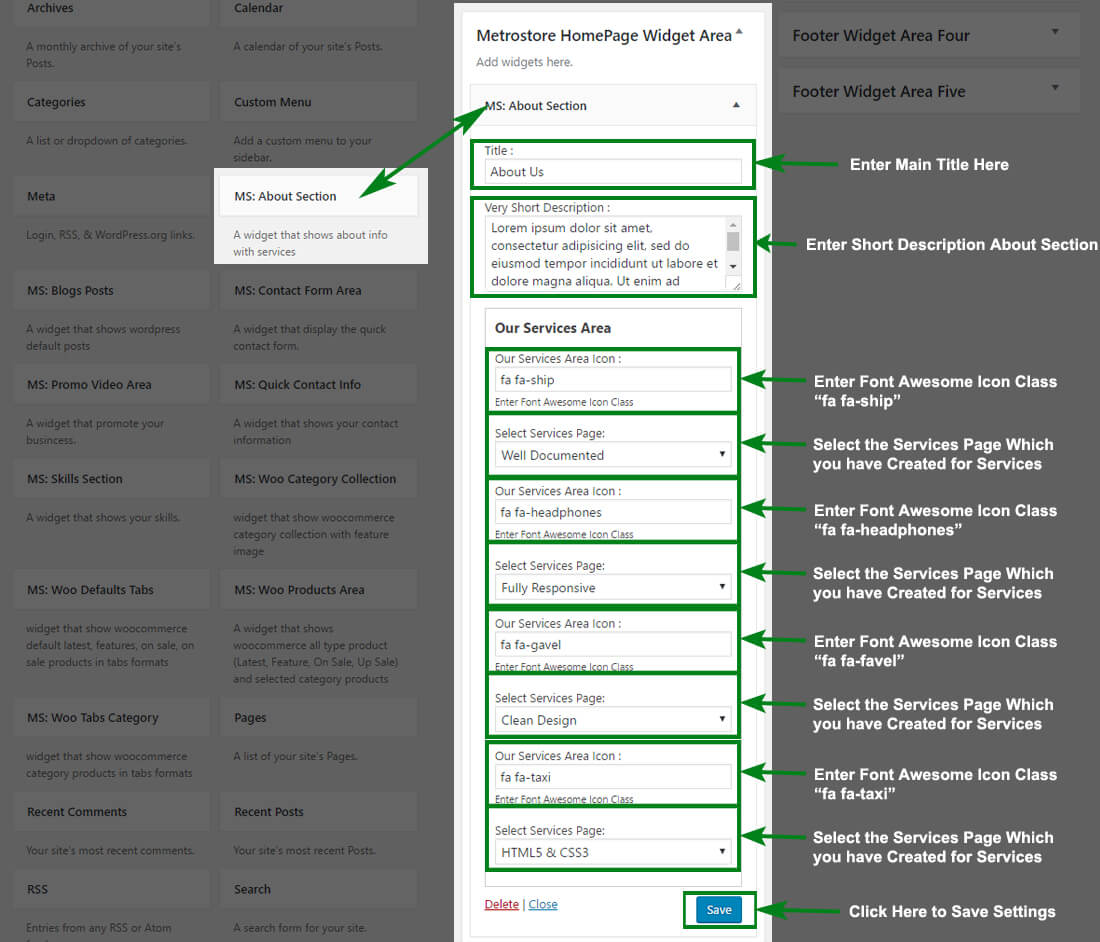 Archives
Calendar
A monthly archive of your site's
Posts.
A calendar of your site's Posts.
Categories
Custom Menu
A list or dropdown of categories.
Add a custom menu to your
sidebar.
Meta
MS: About Section
Login, RSS, & WordPress.org links.
A widget that shows about info
with services
MS: Blogs Posts
MS: Contact Form Area
A widget that shows wordpress
default posts
A widget that display the quick
contact form.
MS: Promo Video Area
MS: Quick Contact Info
A widget that promote your
business.
A widget that shows your contact
information
MS: Skills Section
MS: Woo Category Collection
A widget that shows your skills.
widget that show woocommerce
category collection with feature
image
MS: Woo Defaults Tabs
MS: Woo Products Area
widget that show woocommerce
default latest, features, on sale, on
sale products in tabs formats
A widget that shows
woocommerce all type product
(Latest, Feature, On Sale, Up Sale)
and selected category products
MS: Woo Tabs Category
Pages
widget that show woocommerce
category products in tabs formats
A list of your site's Pages.
Recent Comments
Recent Posts
Your site's most recent comments.
Your site's most recent Posts.
RSS
Search
Entries from any RSS or Atom
A search form for your site.
Metrostore HomePage Widget Area
Add widgets here.
MS: About Section
Title :
About Us
Very Short Description :
Lorem ipsum dolor sit amet,
consectetur adipisicing elit, sed do
eiusmod tempor incididunt ut labore et
dolore magna aliqua. Ut enim ad
Our Services Area
Our Services Area Icon :
fa fa-ship
Enter Font Awesome Icon Class
Select Services Page:
Well Documented
Our Services Area Icon :
fa fa-headphones
Enter Font Awesome Icon Class
Select Services Page:
Fully Responsive
Our Services Area Icon :
fa fa-gavel
Enter Font Awesome Icon Class
Select Services Page:
Clean Design
Our Services Area Icon :
fa fa-taxi
Enter Font Awesome Icon Class
Select Services Page:
HTML5 & CSS3
Delete | Close
Save
Footer Widget Area Four
Footer Widget Area Five
Enter Main Title Here
Enter Short Description About Section
Enter Font Awesome Icon Class
“fa fa-ship”
Select the Services Page Which
you have Created for Services
Enter Font Awesome Icon Class
“fa fa-headphones”
Select the Services Page Which
you have Created for Services
Enter Font Awesome Icon Class
“fa fa-favel”
Select the Services Page Which
you have Created for Services
Enter Font Awesome Icon Class
“fa fa-taxi”
Select the Services Page Which
you have Created for Services
Click Here to Save Settings